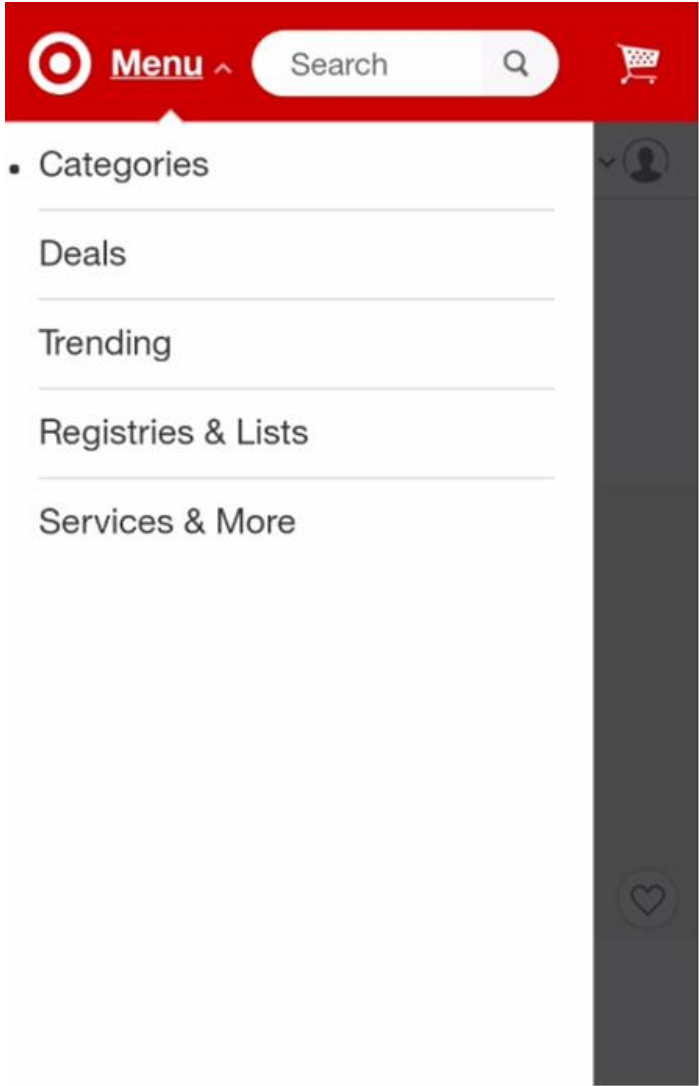 Menu Search
Categories
Deals
Trending
Registries & Lists
Services & More